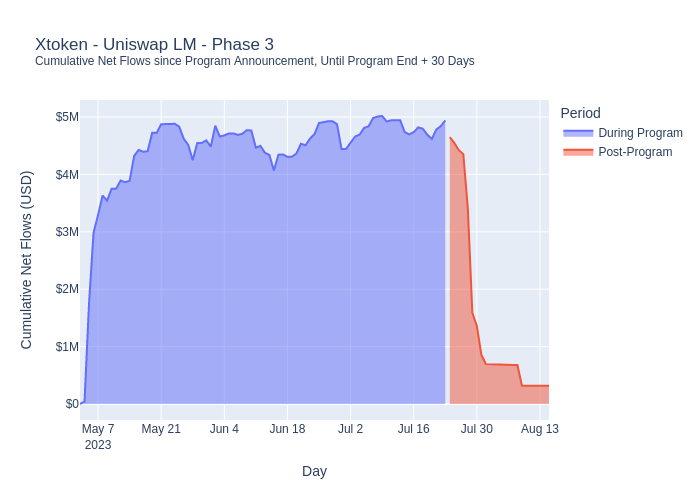 Xtoken - Uniswap LM - Phase 3
Cumulative Net Flows since Program Announcement, Until Program End + 30 Days
Period
During Program
Post-Program
Cumulative Net Flows (USD)
$5M
$4M
$3M
$2M
$1M
$0
May 7
2023
May 21
Jun 4
Jun 18
Jul 2
Jul 16
Jul 30
Aug 13
Day